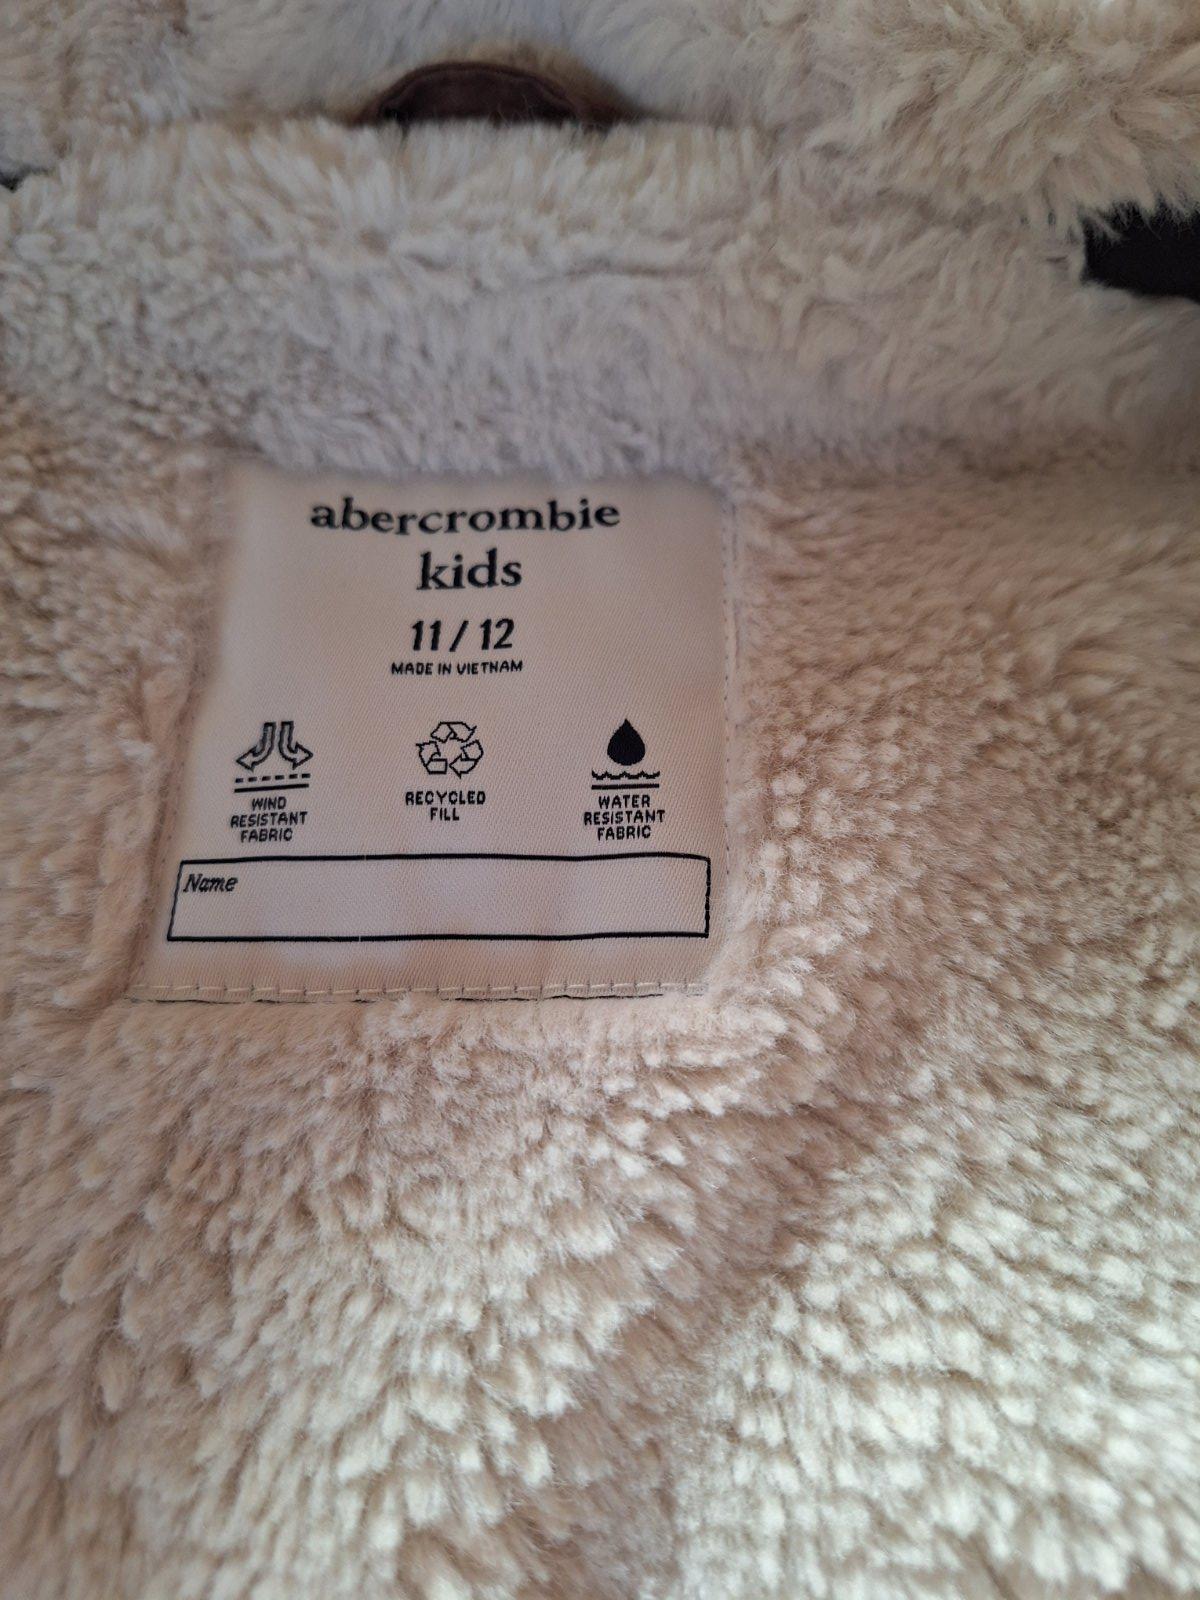 abercrombie
kids
11 / 12
MADE IN VIETNAM
WIND
RESISTANT
FABRIC
RECYCLED
FILL
WATER
RESISTANT
FABRIC
Name